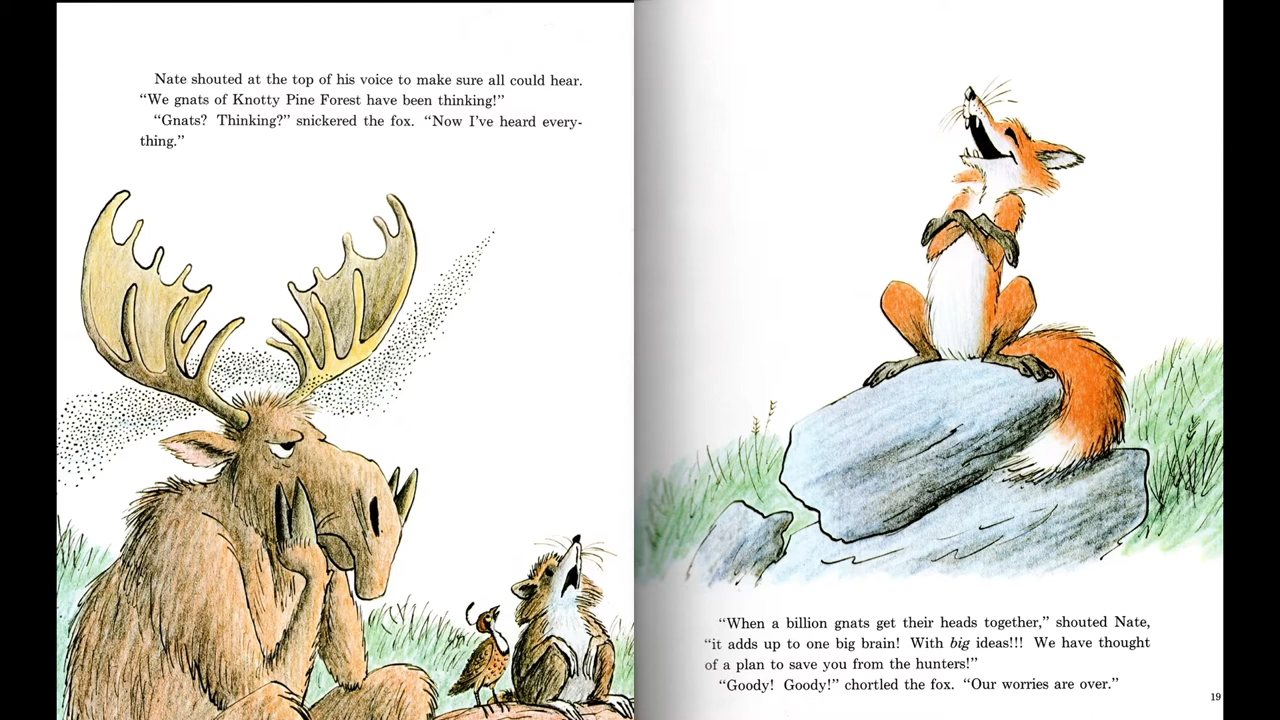 Nate shouted at the top of his voice to make sure all could hear.
“We gnats of Knotty Pine Forest have been thinking!”
“Gnats? Thinking?” snickered the fox. “Now I’ve heard every-
thing.”
“When a billion gnats get their heads together,” shouted Nate,
“it adds up to one big brain! With big ideas!!! We have thought
of a plan to save you from the hunters!”
“Goody! Goody!” chortled the fox. “Our worries are over.”
19